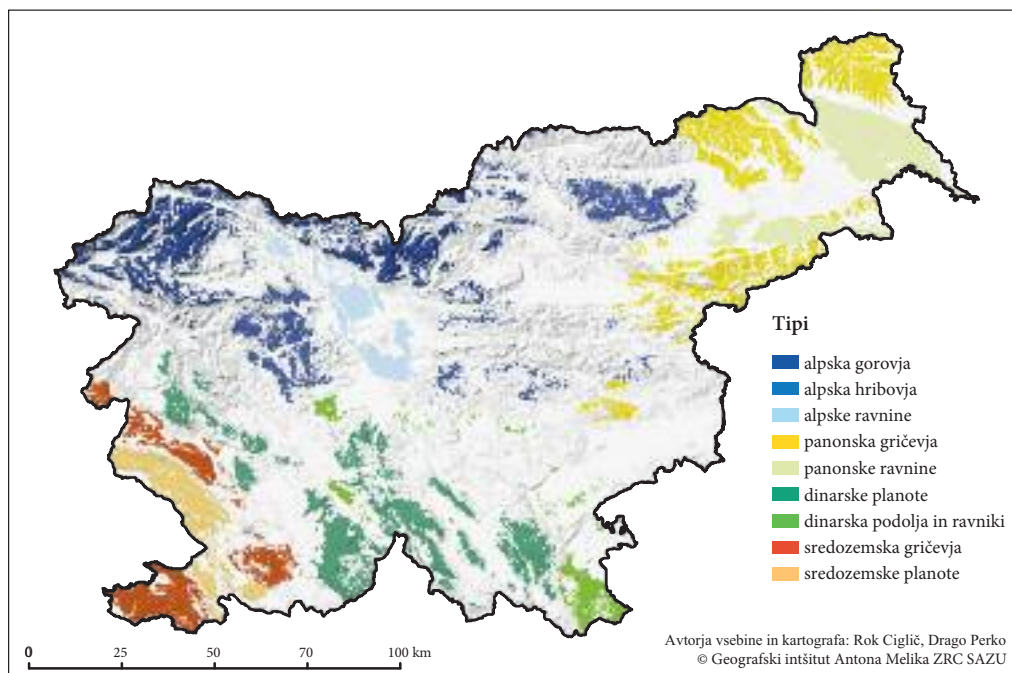 Tipi
alpska gorovja
alpska hribovja
alpske ravnine
panonska gričevja
panonske ravnine
dinarske planote
dinarska podolja in ravniki
sredozemska gričevja
sredozemske planote
0 25 50 70 100 km
Avtorja vsebine in kartografa: Rok Ciglič, Drago Perko
© Geografski intšitut Antona Melika ZRC SAZU